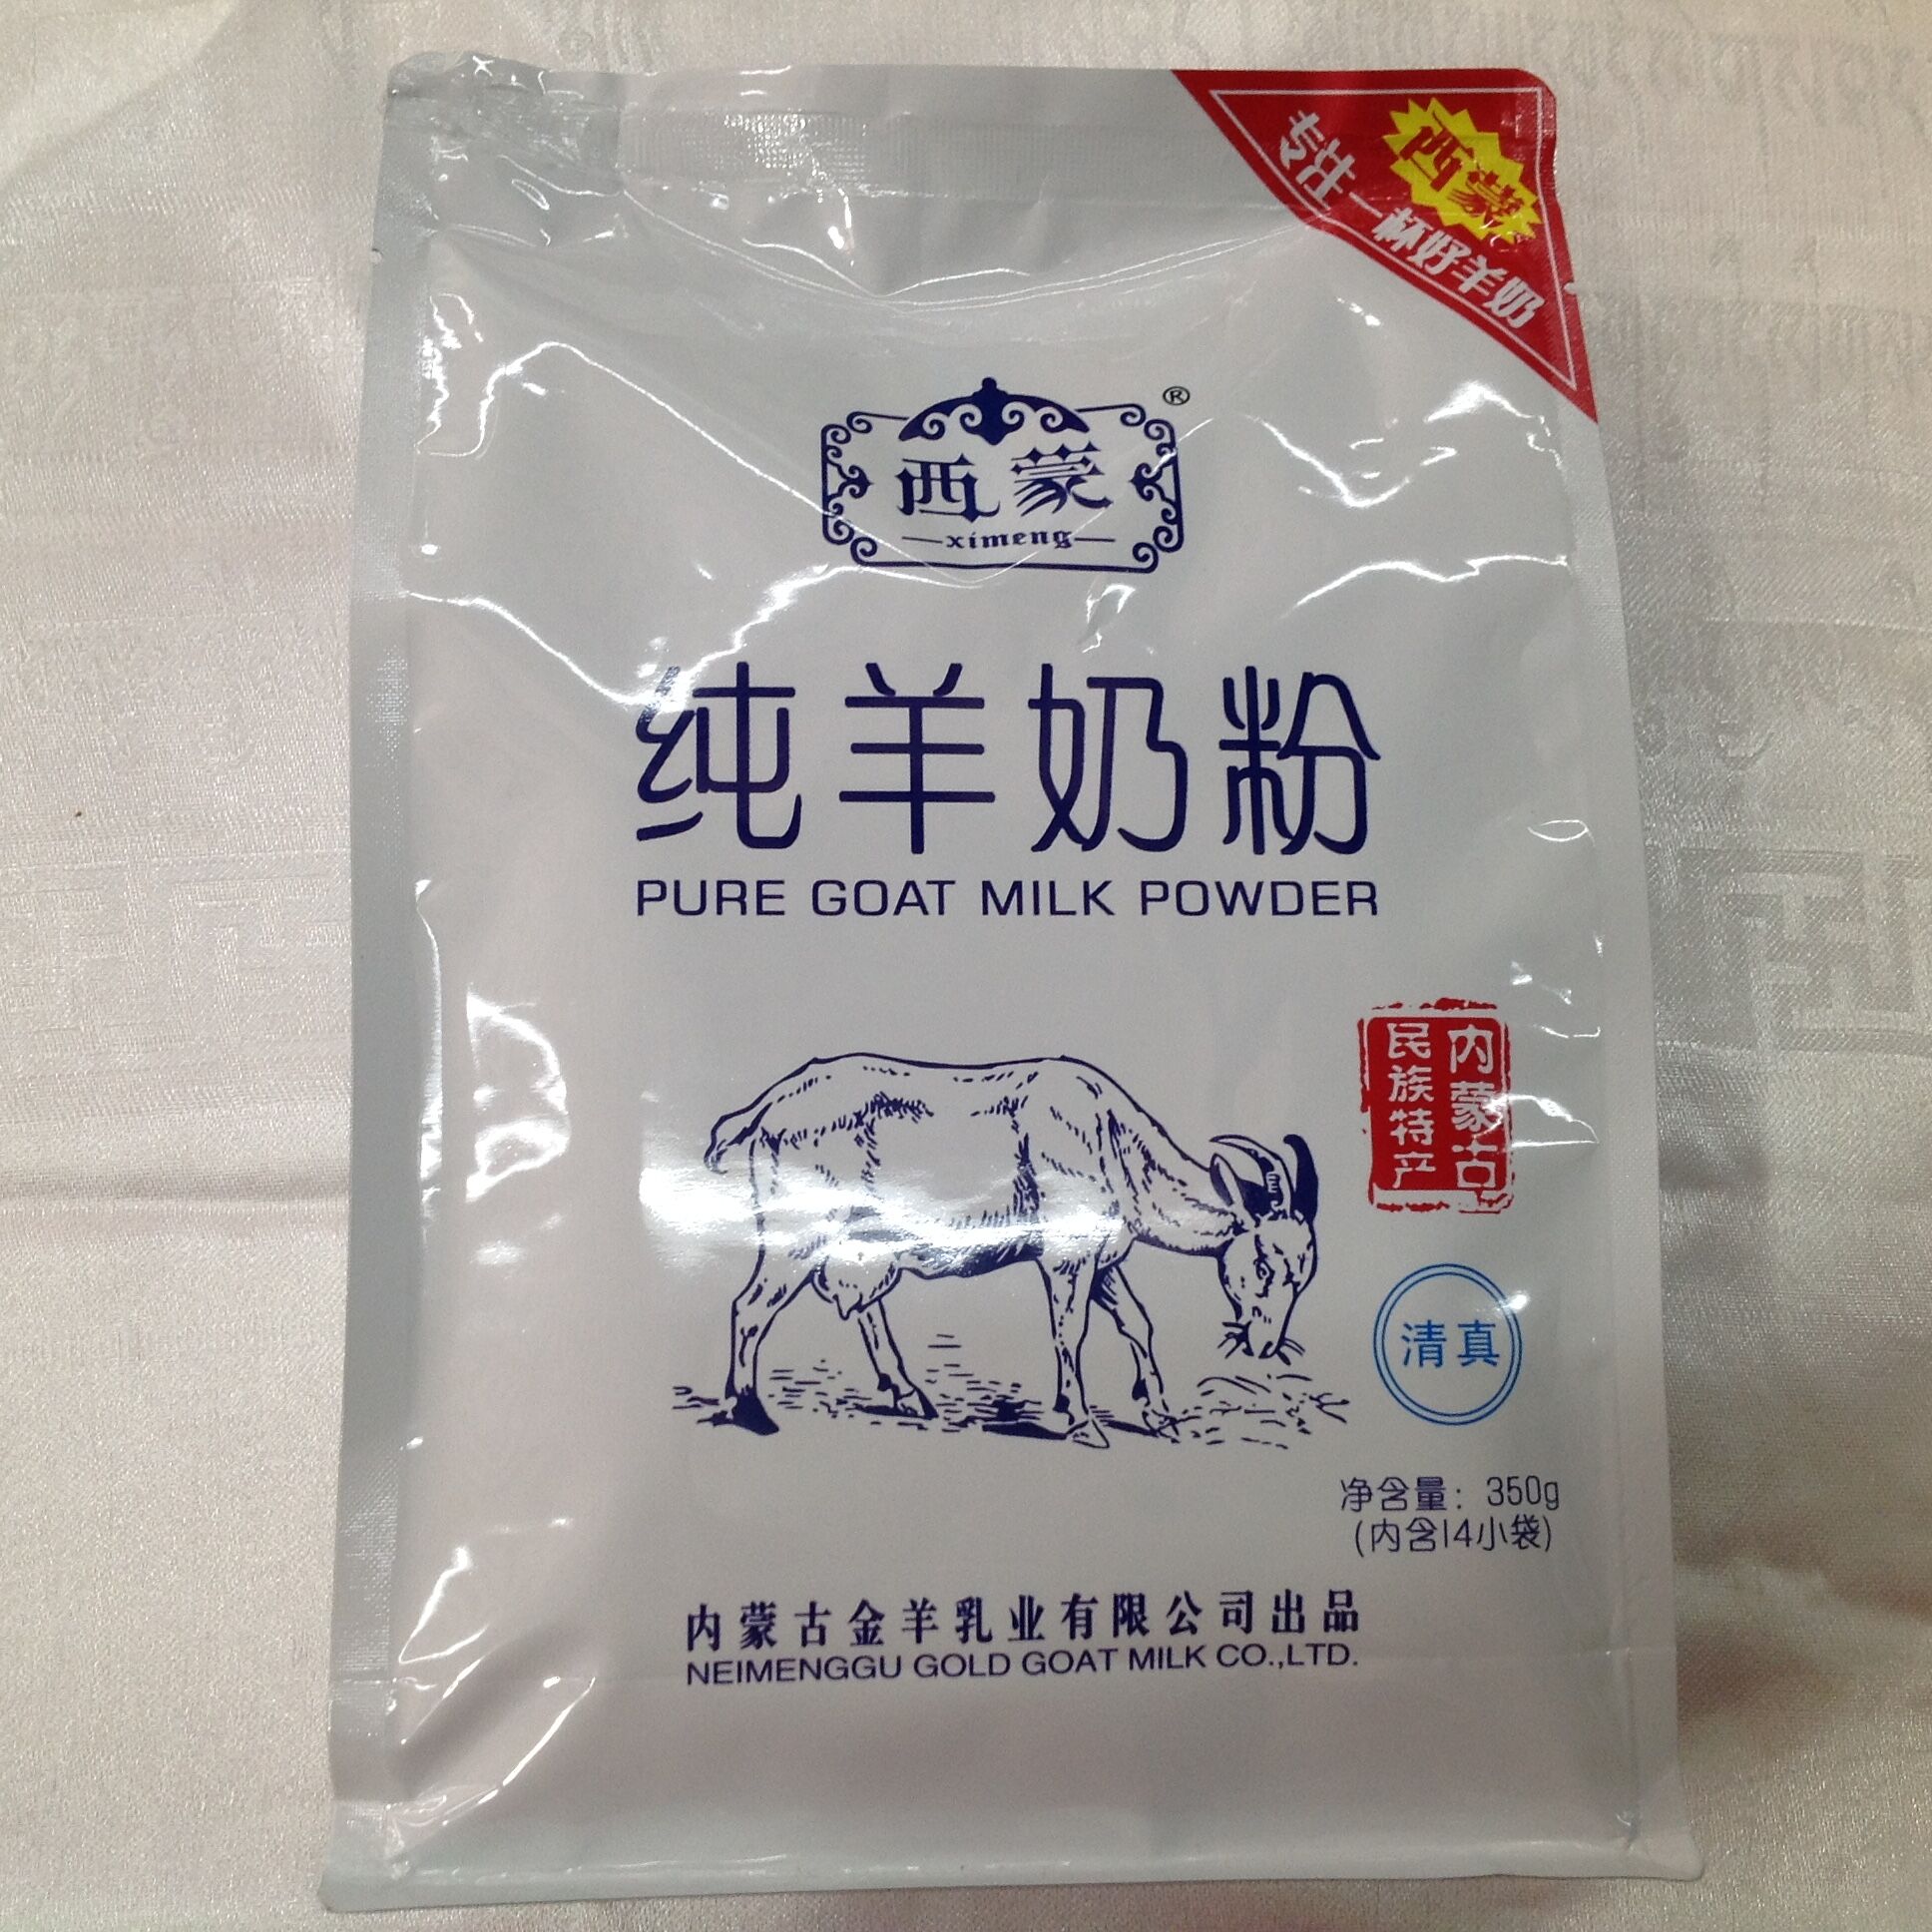 西蒙
专注一杯好羊奶
®
西蒙
ximeng
纯羊奶粉
PURE GOAT MILK POWDER
内蒙古
民族特产
清真
净含量：350g
(内含14小袋)
内蒙古金羊乳业有限公司出品
NEIMENGGU GOLD GOAT MILK CO.,LTD.